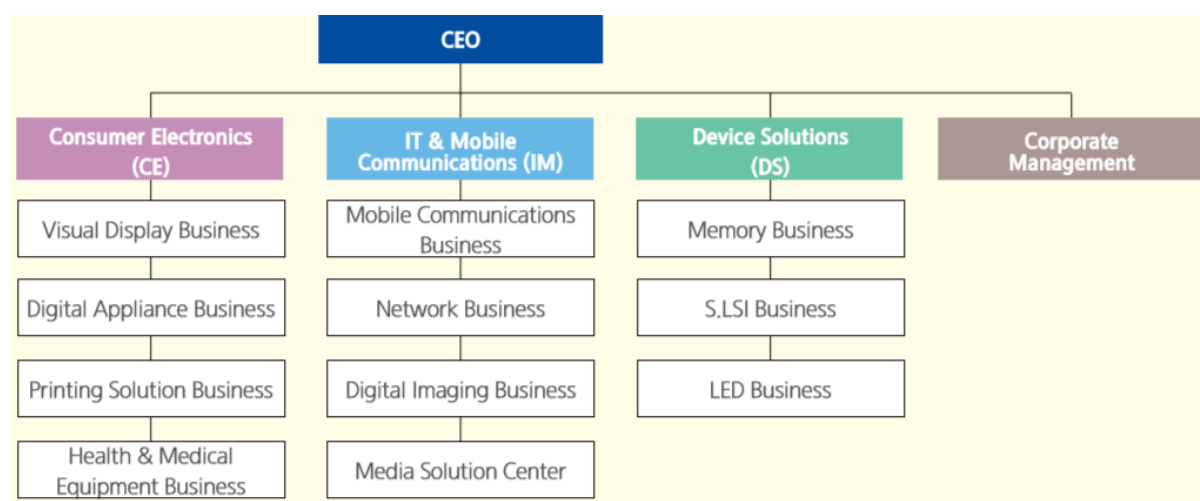 CEO
Consumer Electronics
(CE)
IT & Mobile
Communications (IM)
Device Solutions
(DS)
Corporate
Management
Visual Display Business
Mobile Communications
Business
Memory Business
Digital Appliance Business
Network Business
S.LSI Business
Printing Solution Business
Digital Imaging Business
LED Business
Health & Medical
Equipment Business
Media Solution Center